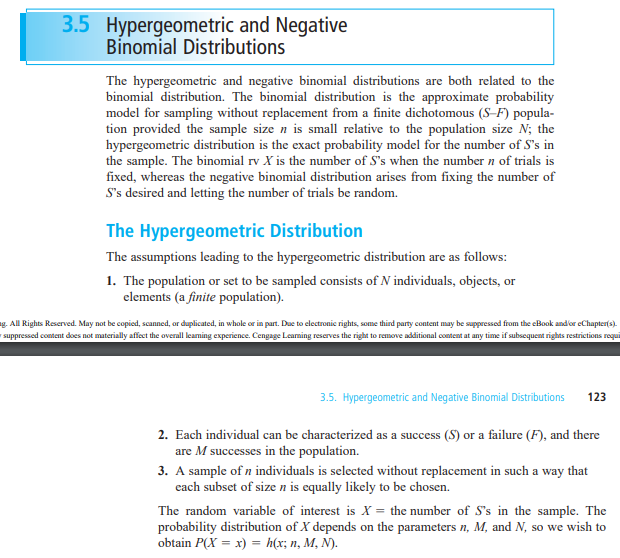 3.5 Hypergeometric and Negative
Binomial Distributions
The hypergeometric and negative binomial distributions are both related to the
binomial distribution. The binomial distribution is the approximate probability
model for sampling without replacement from a finite dichotomous (S–F) popula-
tion provided the sample size n is small relative to the population size N; the
hypergeometric distribution is the exact probability model for the number of S's in
the sample. The binomial rv X is the number of S's when the number n of trials is
fixed, whereas the negative binomial distribution arises from fixing the number of
S's desired and letting the number of trials be random.
The Hypergeometric Distribution
The assumptions leading to the hypergeometric distribution are as follows:
1. The population or set to be sampled consists of N individuals, objects, or
elements (a finite population).
All Rights Reserved. May not be copied, scanned, or duplicated, in whole or in part. Due to electronic rights, some third party content may be suppressed from the eBook and/or eChapter(s).
suppressed content does not materially affect the overall learning experience. Cengage Learning reserves the right to remove additional content at any time if subsequent rights restrictions requi
3.5. Hypergeometric and Negative Binomial Distributions 123
2. Each individual can be characterized as a success (S) or a failure (F), and there
are M successes in the population.
3. A sample of n individuals is selected without replacement in such a way that
each subset of size n is equally likely to be chosen.
The random variable of interest is X = the number of S's in the sample. The
probability distribution of X depends on the parameters n, M, and N, so we wish to
obtain P(X = x) = h(x; n, M, N).